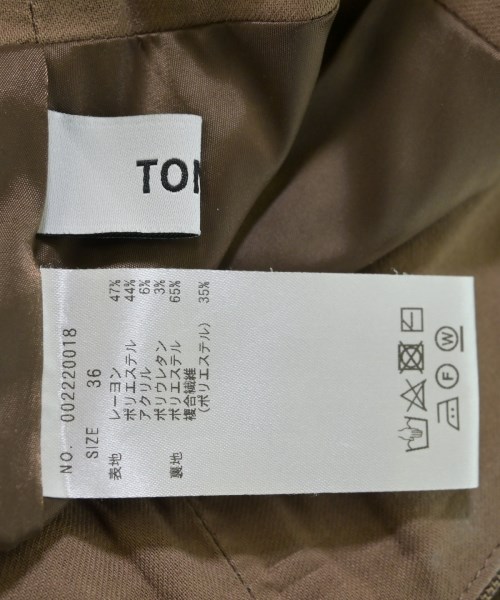 TON
NO. 002220018
SIZE 36
表地 レーヨン 47%
ポリエステル 44%
アクリル 6%
ポリウレタン 3%
裏地 ポリエステル 65%
複合繊維
(ポリエステル) 35%
F W